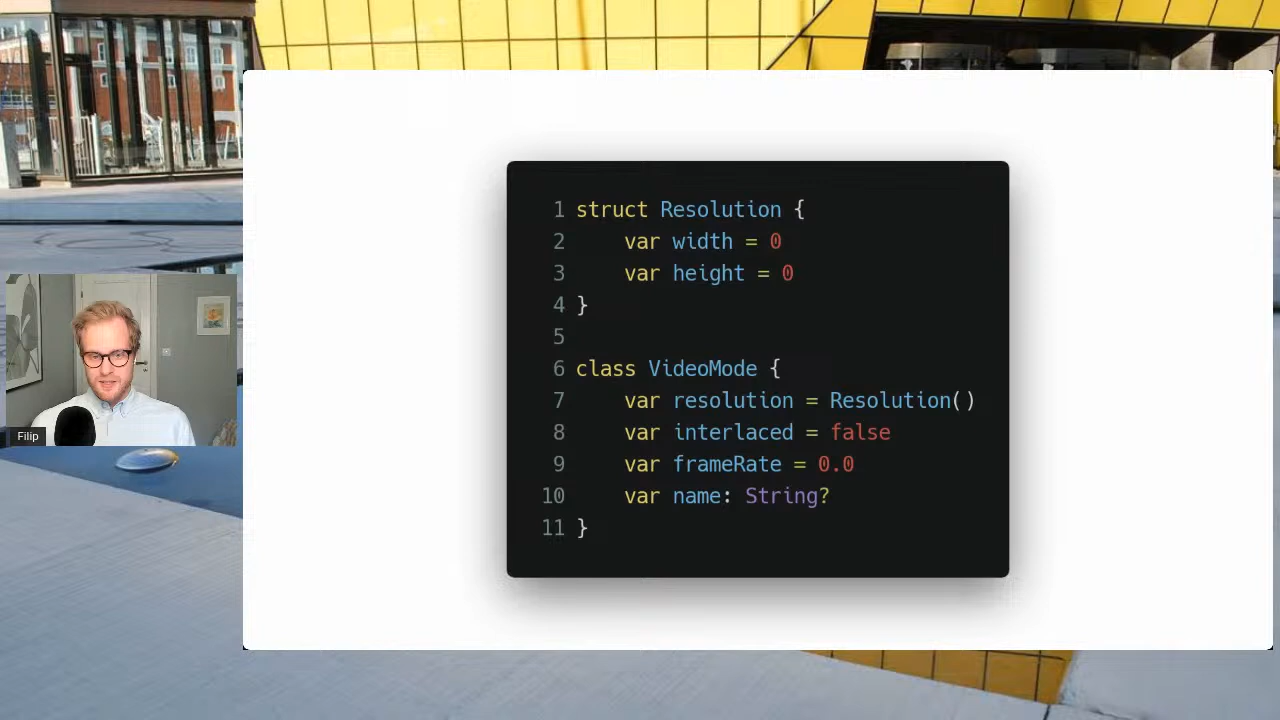 1 struct Resolution {
2     var width = 0
3     var height = 0
4 }
5
6 class VideoMode {
7     var resolution = Resolution()
8     var interlaced = false
9     var frameRate = 0.0
10     var name: String?
11 }
Filip